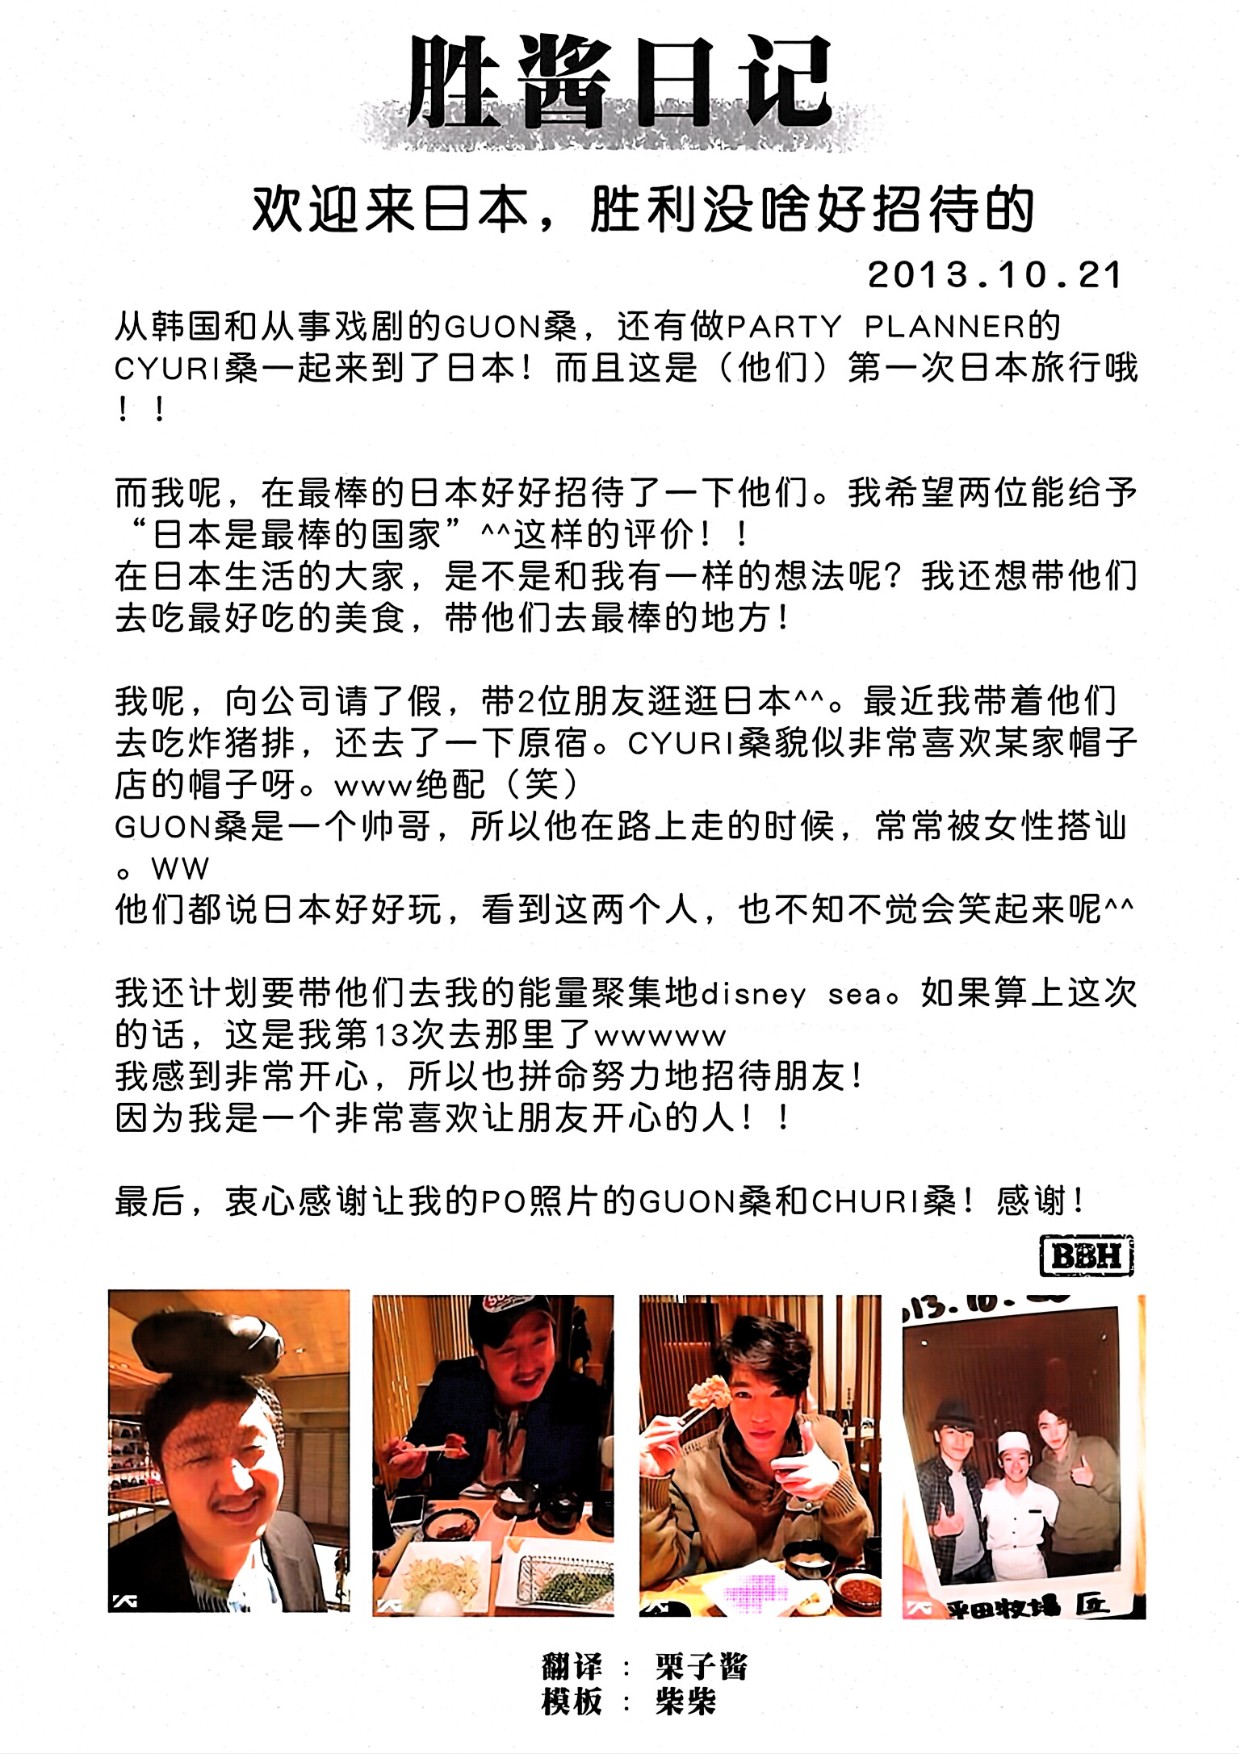 胜酱日记
欢迎来日本，胜利没啥好招待的
2013.10.21
从韩国和从事戏剧的GUON桑，还有做PARTY PLANNER的
CYURI桑一起来到了日本！而且这是（他们）第一次日本旅行哦
！！
而我呢，在最棒的日本好好招待了一下他们。我希望两位能给予
“日本是最棒的国家”^^这样的评价！！
在日本生活的大家，是不是和我有一样的想法呢？我还想带他们
去吃最好吃的美食，带他们去最棒的地方！
我呢，向公司请了假，带2位朋友逛逛日本^^。最近我带着他们
去吃炸猪排，还去了一下原宿。CYURI桑貌似非常喜欢某家帽子
店的帽子呀。www绝配（笑）
GUON桑是一个帅哥，所以他在路上走的时候，常常被女性搭讪
。WW
他们都说日本好好玩，看到这两个人，也不知不觉会笑起来呢^^
我还计划要带他们去我的能量聚集地disney sea。如果算上这次
的话，这是我第13次去那里了wwwww
我感到非常开心，所以也拼命努力地招待朋友！
因为我是一个非常喜欢让朋友开心的人！！
最后，衷心感谢让我的PO照片的GUON桑和CHURI桑！感谢！
BBH
平田牧場 匠
翻译 ： 栗子酱
模板 ： 柴柴